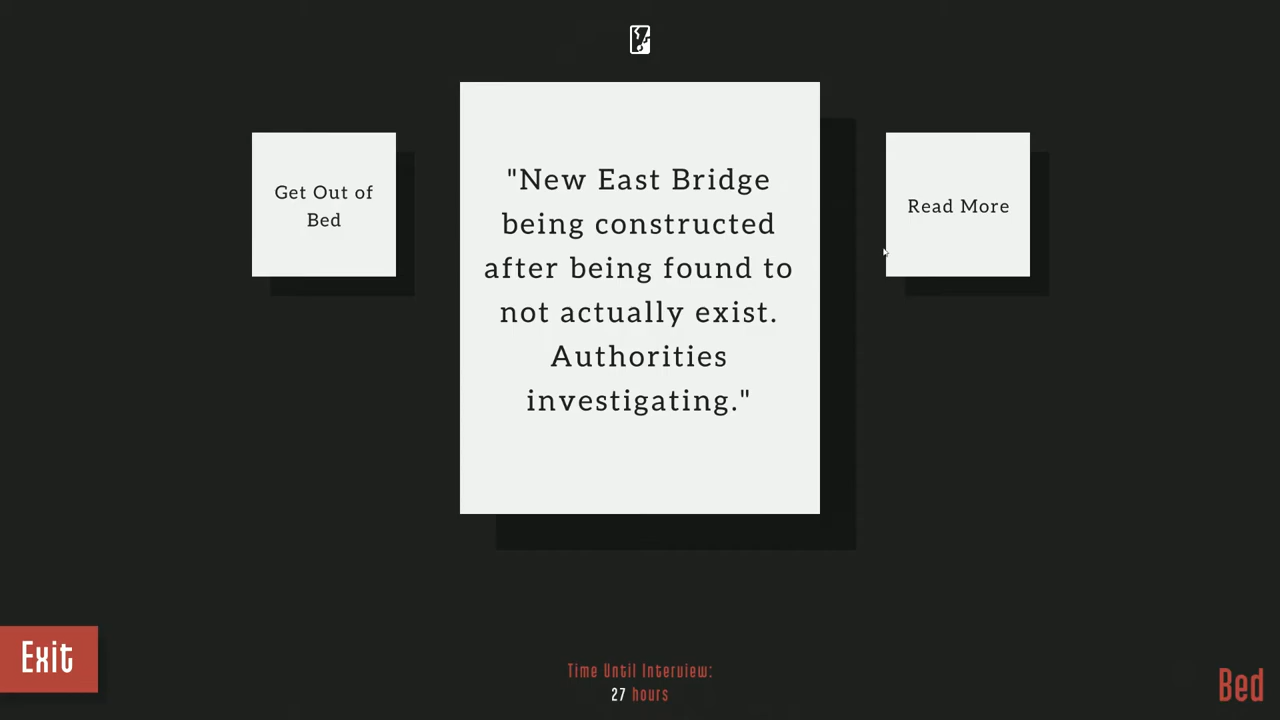 Get Out of
Bed
"New East Bridge
being constructed
after being found to
not actually exist.
Authorities
investigating."
Read More
Exit
Time Until Interview:
27 hours
Bed